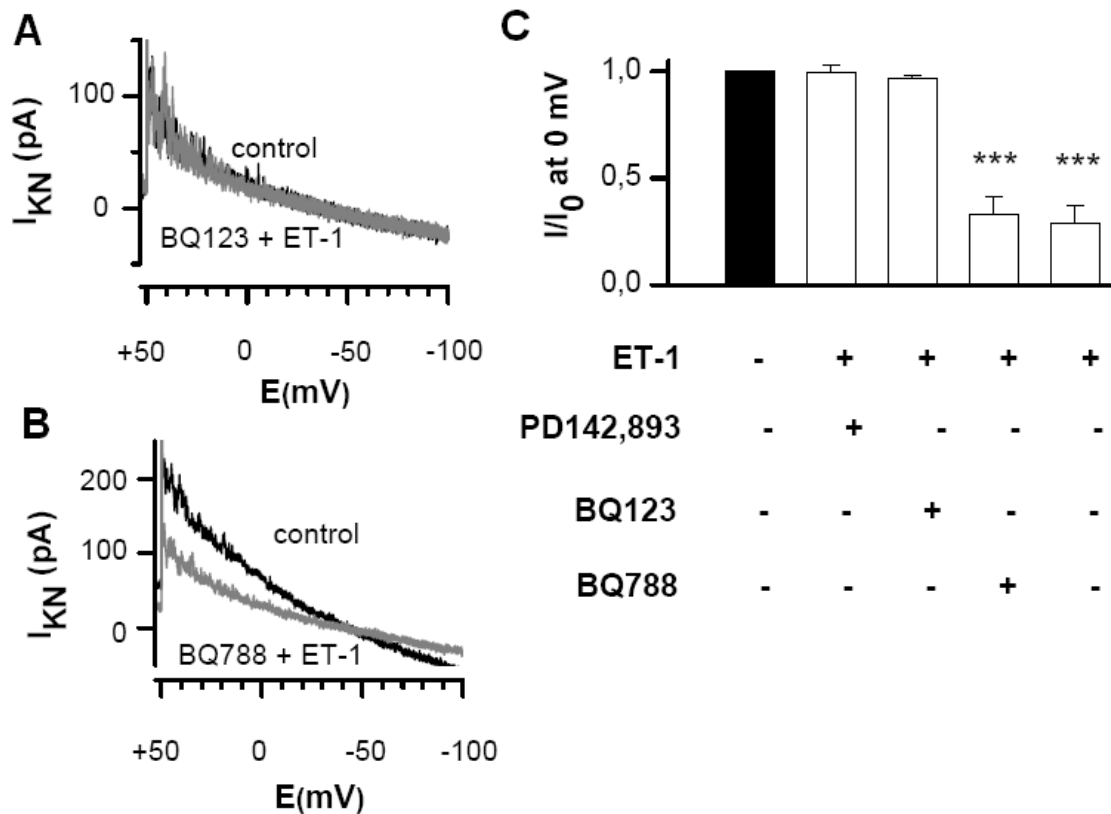 A
I_KN (pA)
100
0
control
BQ123 + ET-1
+50 0 -50 -100
E(mV)
B
I_KN (pA)
200
100
0
control
BQ788 + ET-1
+50 0 -50 -100
E(mV)
C
I/I_0 at 0 mV
1,0
0,5
0,0
*** ***
ET-1 - + + + +
PD142,893 - + - - -
BQ123 - - + - -
BQ788 - - - + -